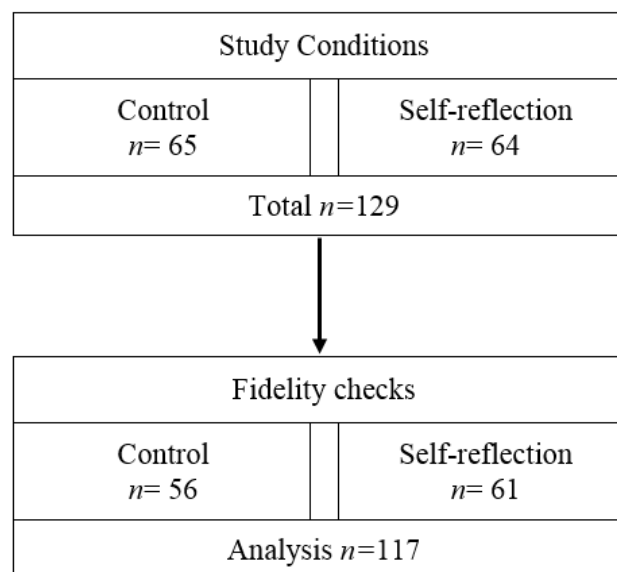 Study Conditions
Control
n= 65
Self-reflection
n= 64
Total n=129
Fidelity checks
Control
n= 56
Self-reflection
n= 61
Analysis n=117